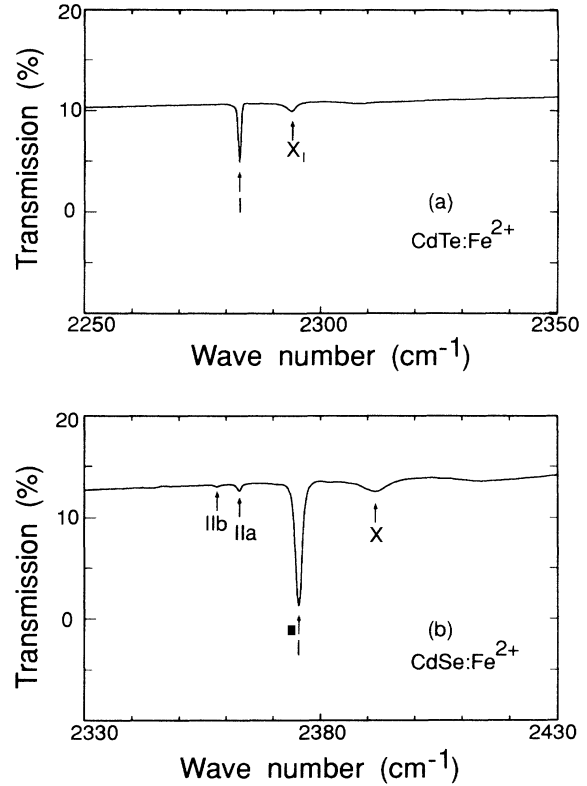 20
10
0
Transmission (%)
I
X₁
(a)
CdTe:Fe²⁺
2250
2300
2350
Wave number (cm⁻¹)
20
10
0
Transmission (%)
IIb
IIa
I
X
(b)
CdSe:Fe²⁺
2330
2380
2430
Wave number (cm⁻¹)